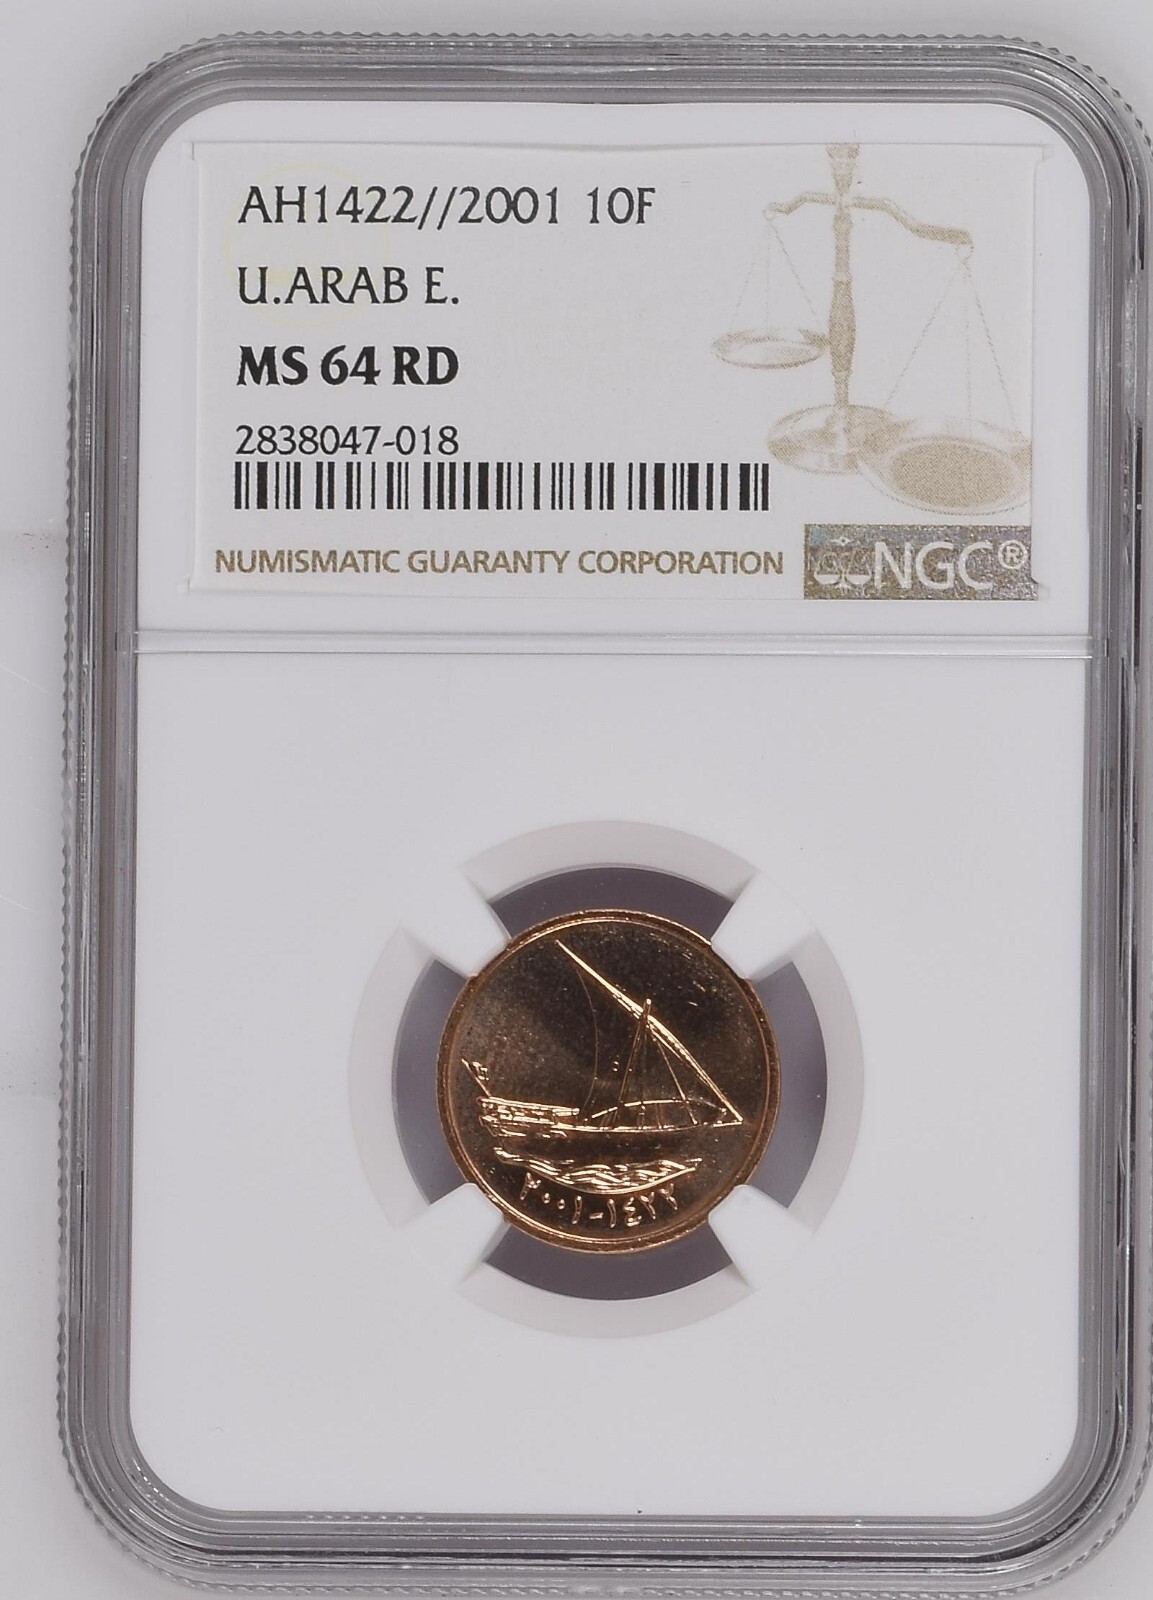 AH1422//2001 10F
U.ARAB E.
MS 64 RD
2838047-018
NUMISMATIC GUARANTY CORPORATION
NGC®
٢٠٠١-١٤٢٢